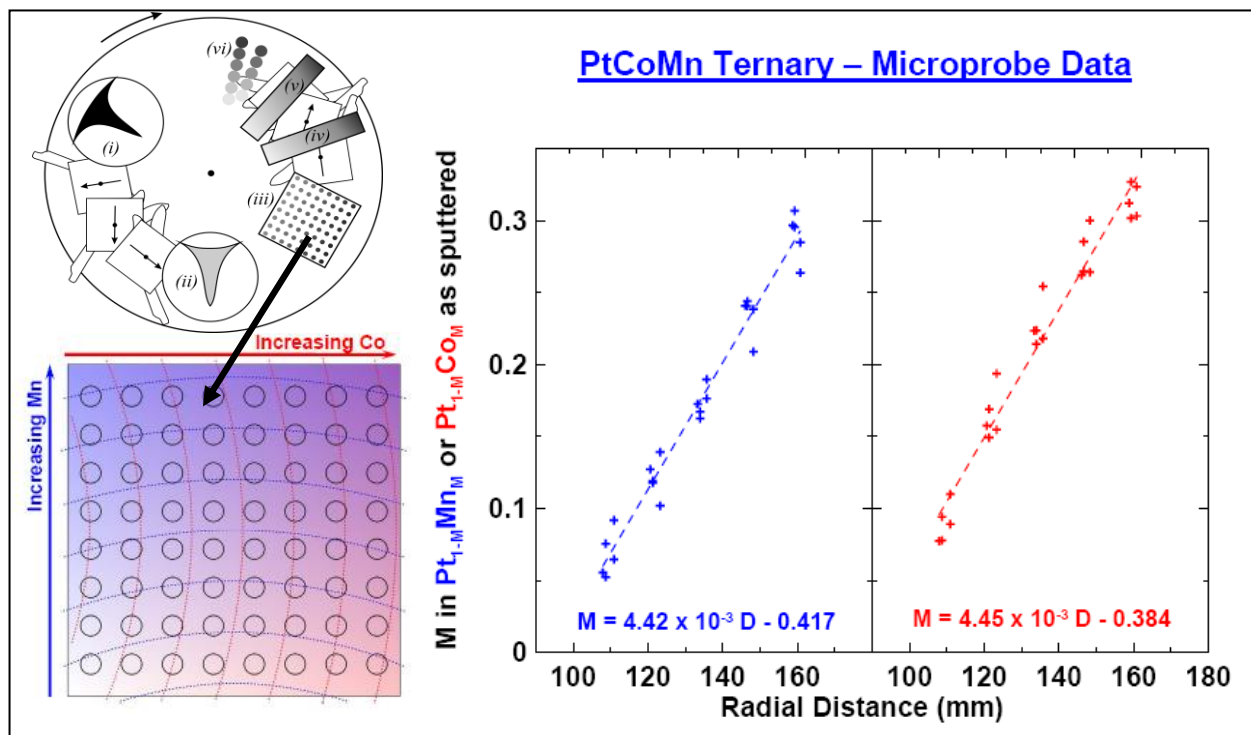 PtCoMn Ternary – Microprobe Data
(vi)
(v)
(iv)
(i)
(iii)
(ii)
Increasing Co
Increasing Mn
M in Pt1-MMnM or Pt1-MCoM as sputtered
0.3
0.2
0.1
0
M = 4.42 x 10-3 D - 0.417
M = 4.45 x 10-3 D - 0.384
100 120 140 160 100 120 140 160 180
Radial Distance (mm)